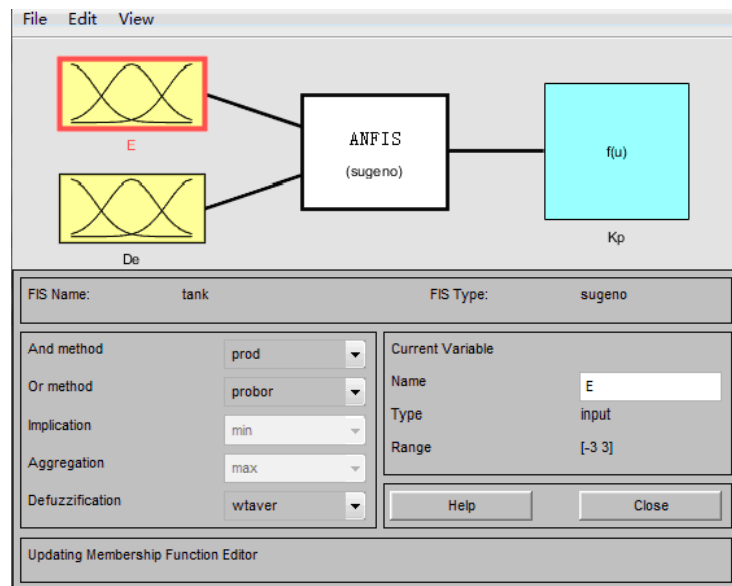 File Edit View
E
De
ANFIS
(sugeno)
f(u)
Kp
FIS Name: tank FIS Type: sugeno
And method prod
Or method probor
Implication min
Aggregation max
Defuzzification wtaver
Current Variable
Name E
Type input
Range [-3 3]
Help Close
Updating Membership Function Editor